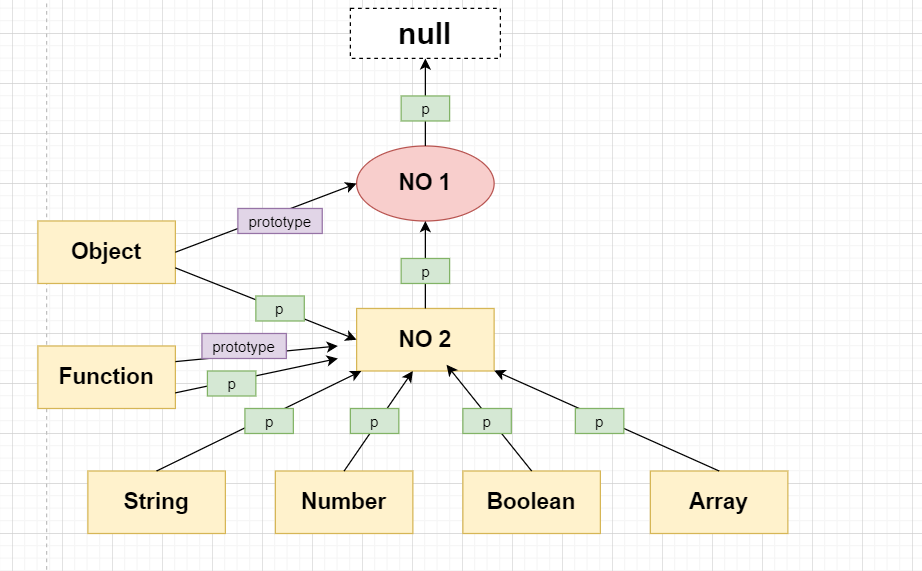 null
p
NO 1
prototype
Object
p
p
NO 2
prototype
Function
p
p
p
p
p
String
Number
Boolean
Array